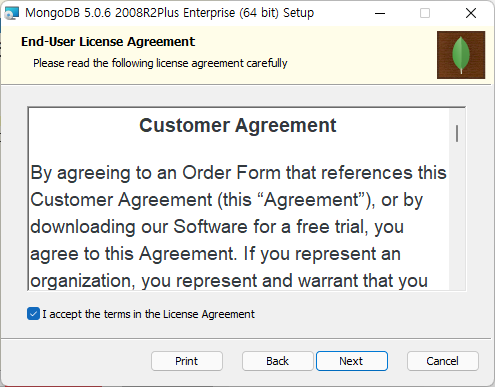 MongoDB 5.0.6 2008R2Plus Enterprise (64 bit) Setup
End-User License Agreement
Please read the following license agreement carefully
Customer Agreement
By agreeing to an Order Form that references this
Customer Agreement (this “Agreement”), or by
downloading our Software for a free trial, you
agree to this Agreement. If you represent an
organization, you represent and warrant that you
I accept the terms in the License Agreement
Print
Back
Next
Cancel